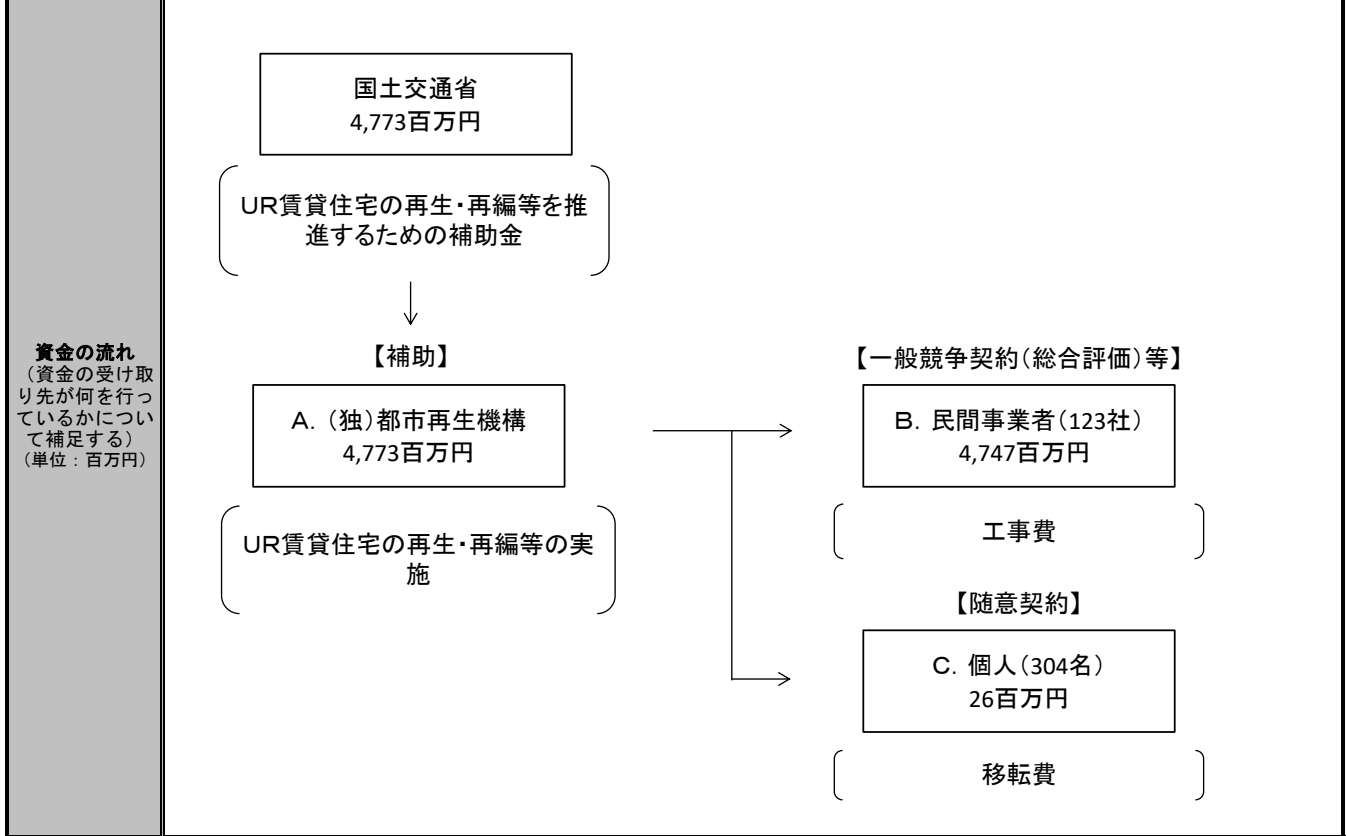 資金の流れ
（資金の受け取
り先が何を行っ
ているかについ
て補足する）
（単位：百万円）
国土交通省
4,773百万円
UR賃貸住宅の再生・再編等を推
進するための補助金
【補助】
A．（独）都市再生機構
4,773百万円
UR賃貸住宅の再生・再編等の実
施
【一般競争契約（総合評価）等】
B．民間事業者（123社）
4,747百万円
工事費
【随意契約】
C．個人（304名）
26百万円
移転費